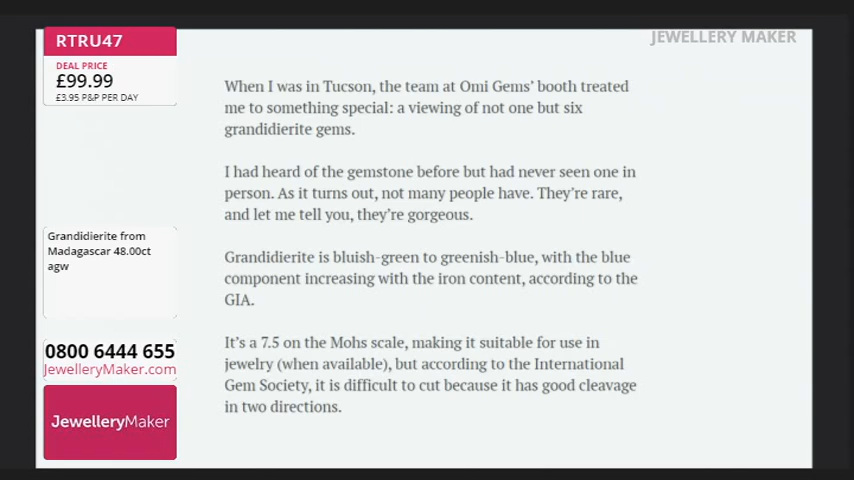 RTRU47
DEAL PRICE
£99.99
£3.95 P&P PER DAY
Grandidierite from
Madagascar 48.00ct
agw
0800 6444 655
JewelleryMaker.com
JewelleryMaker
JEWELLERY MAKER
When I was in Tucson, the team at Omi Gems’ booth treated
me to something special: a viewing of not one but six
grandidierite gems.
I had heard of the gemstone before but had never seen one in
person. As it turns out, not many people have. They’re rare,
and let me tell you, they’re gorgeous.
Grandidierite is bluish-green to greenish-blue, with the blue
component increasing with the iron content, according to the
GIA.
It’s a 7.5 on the Mohs scale, making it suitable for use in
jewelry (when available), but according to the International
Gem Society, it is difficult to cut because it has good cleavage
in two directions.